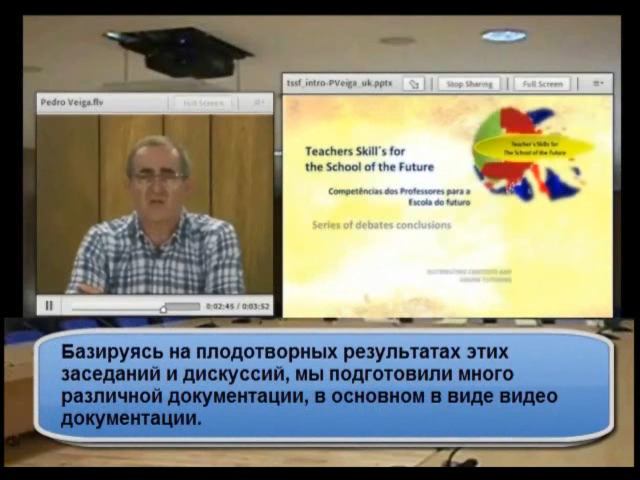 tssf_intro-PVeiga_uk.pptx
Stop Sharing
Full Screen
Pedro Veiga.flv
Full Screen
Teacher's Skills for
The School of the Future
Teachers Skill´s for
the School of the Future
Competências dos Professores para a
Escola do futuro
Series of debates conclusions
0:02:45 / 0:03:52
Базируясь на плодотворных результатах этих
заседаний и дискуссий, мы подготовили много
различной документации, в основном в виде видео
документации.